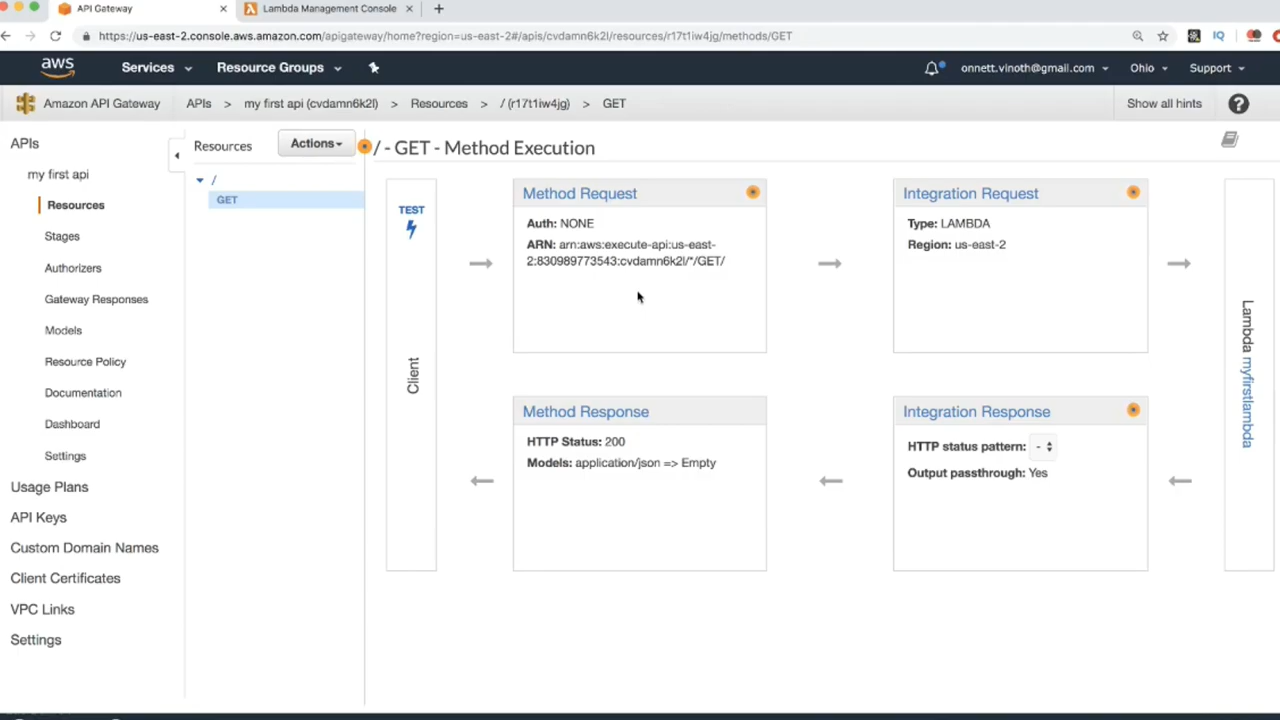 API Gateway
Lambda Management Console
https://us-east-2.console.aws.amazon.com/apigateway/home?region=us-east-2#/apis/cvdamn6k2l/resources/r17t1iw4jg/methods/GET
IQ
aws
Services
Resource Groups
onnett.vinoth@gmail.com
Ohio
Support
Amazon API Gateway
APIs > my first api (cvdamn6k2l) > Resources > / (r17t1iw4jg) > GET
Show all hints
?
APIs
my first api
Resources
Stages
Authorizers
Gateway Responses
Models
Resource Policy
Documentation
Dashboard
Settings
Usage Plans
API Keys
Custom Domain Names
Client Certificates
VPC Links
Settings
Resources
Actions
/
GET
/ - GET - Method Execution
TEST
Client
Method Request
Auth: NONE
ARN: arn:aws:execute-api:us-east-
2:830989773543:cvdamn6k2l/*/GET/
Integration Request
Type: LAMBDA
Region: us-east-2
Lambda myfirstlambda
Method Response
HTTP Status: 200
Models: application/json => Empty
Integration Response
HTTP status pattern: -
Output passthrough: Yes